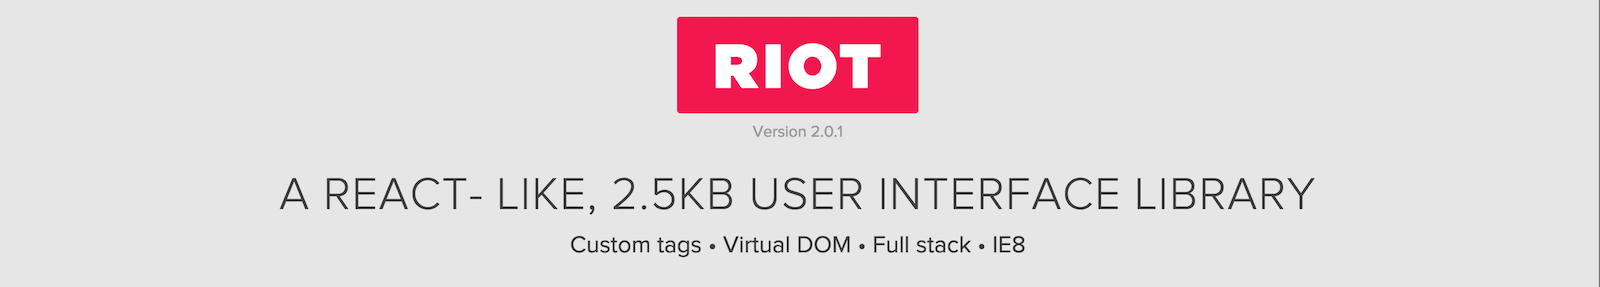 RIOT
Version 2.0.1
A REACT- LIKE, 2.5KB USER INTERFACE LIBRARY
Custom tags • Virtual DOM • Full stack • IE8